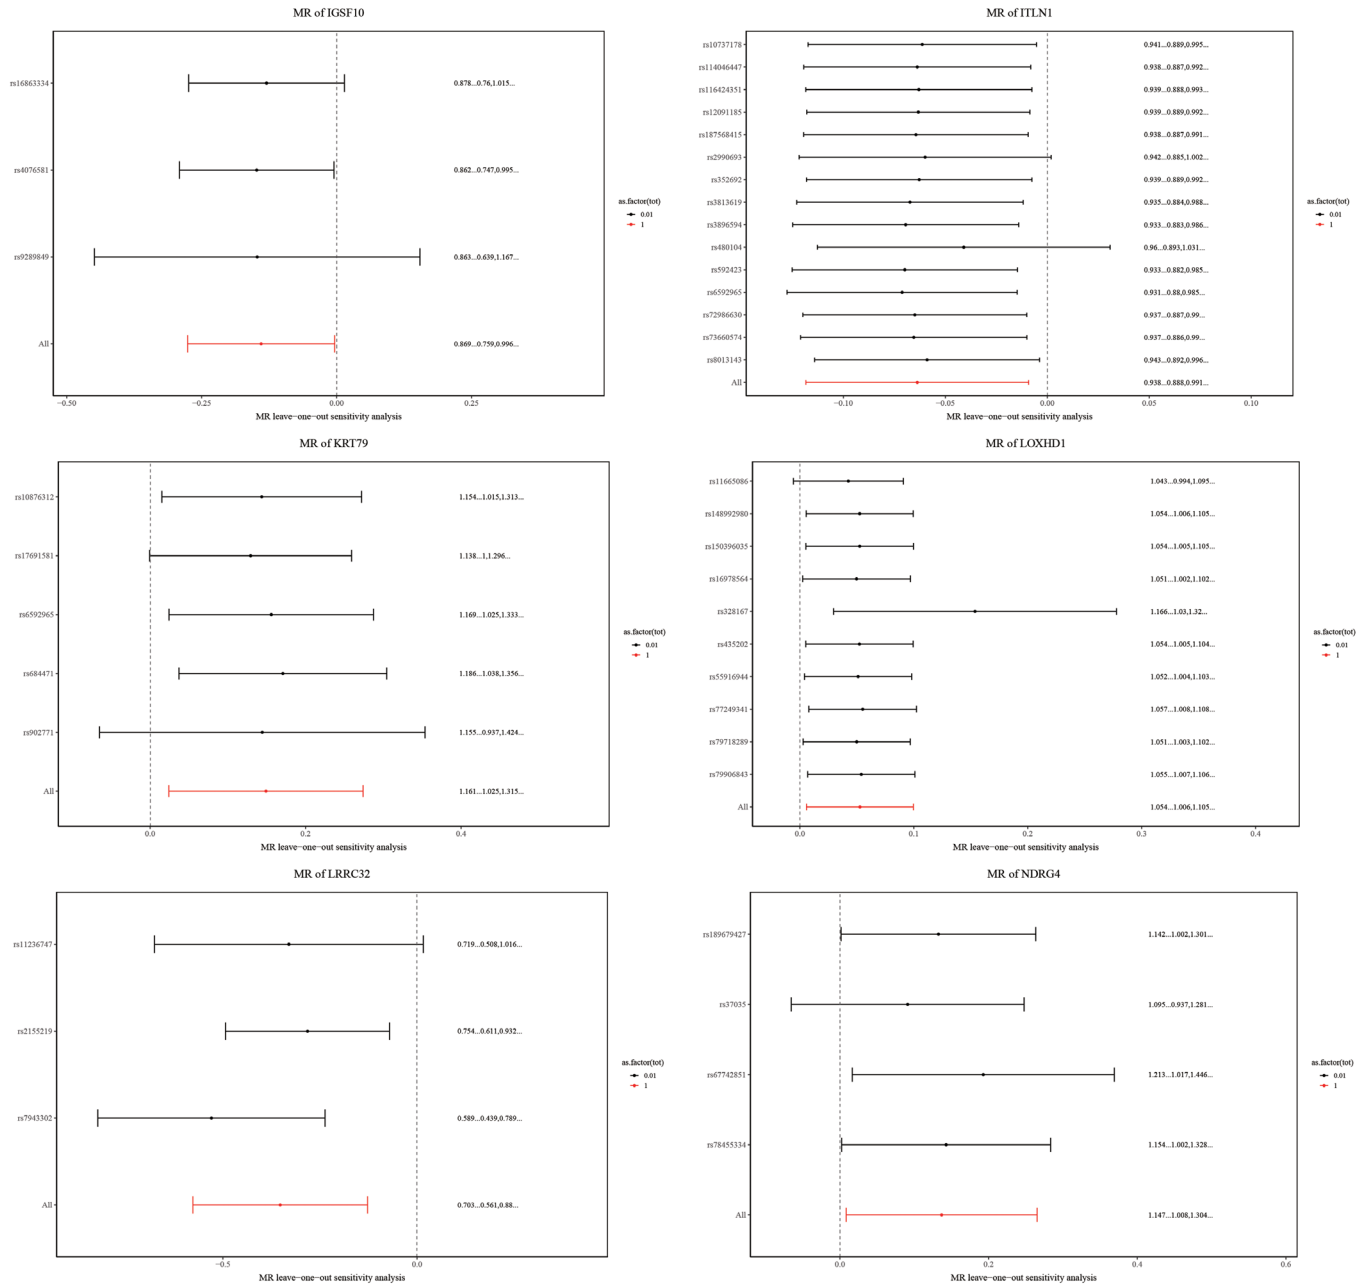 MR of IGSF10
rs16863334
0.878...0.76,1.015...
rs4076581
0.862...0.747,0.995...
rs9289849
0.863...0.639,1.167...
All
0.869...0.759,0.996...
−0.50
−0.25
0.00
0.25
MR leave−one−out sensitivity analysis
as.factor(tot)
0.01
1
MR of ITLN1
rs10737178
0.941...0.889,0.995...
rs114046447
0.938...0.887,0.992...
rs116424351
0.939...0.888,0.993...
rs12091185
0.939...0.889,0.992...
rs187568415
0.938...0.887,0.991...
rs2990693
0.942...0.885,1.002...
rs352692
0.939...0.889,0.992...
rs3813619
0.935...0.884,0.988...
rs3896594
0.933...0.883,0.986...
rs480104
0.96...0.893,1.031...
rs592423
0.933...0.882,0.985...
rs6592965
0.931...0.88,0.985...
rs72986630
0.937...0.887,0.99...
rs73660574
0.937...0.886,0.99...
rs8013143
0.943...0.892,0.996...
All
0.938...0.888,0.991...
−0.10
−0.05
0.00
0.05
0.10
MR leave−one−out sensitivity analysis
as.factor(tot)
0.01
1
MR of KRT79
rs10876312
1.154...1.015,1.313...
rs17691581
1.138...1,1.296...
rs6592965
1.169...1.025,1.333...
rs684471
1.186...1.038,1.356...
rs902771
1.155...0.937,1.424...
All
1.161...1.025,1.315...
0.0
0.2
0.4
MR leave−one−out sensitivity analysis
as.factor(tot)
0.01
1
MR of LOXHD1
rs11665086
1.043...0.994,1.095...
rs148992980
1.054...1.006,1.105...
rs150396035
1.054...1.005,1.105...
rs16978564
1.051...1.002,1.102...
rs328167
1.166...1.03,1.32...
rs435202
1.054...1.005,1.104...
rs55916944
1.052...1.004,1.103...
rs77249341
1.057...1.008,1.108...
rs79718289
1.051...1.003,1.102...
rs79906843
1.055...1.007,1.106...
All
1.054...1.006,1.105...
0.0
0.1
0.2
0.3
0.4
MR leave−one−out sensitivity analysis
as.factor(tot)
0.01
1
MR of LRRC32
rs11236747
0.719...0.508,1.016...
rs2155219
0.754...0.611,0.932...
rs7943302
0.589...0.439,0.789...
All
0.703...0.561,0.88...
−0.5
0.0
MR leave−one−out sensitivity analysis
as.factor(tot)
0.01
1
MR of NDRG4
rs189679427
1.142...1.002,1.301...
rs37035
1.095...0.937,1.281...
rs67742851
1.213...1.017,1.446...
rs78455334
1.154...1.002,1.328...
All
1.147...1.008,1.304...
0.0
0.2
0.4
0.6
MR leave−one−out sensitivity analysis
as.factor(tot)
0.01
1